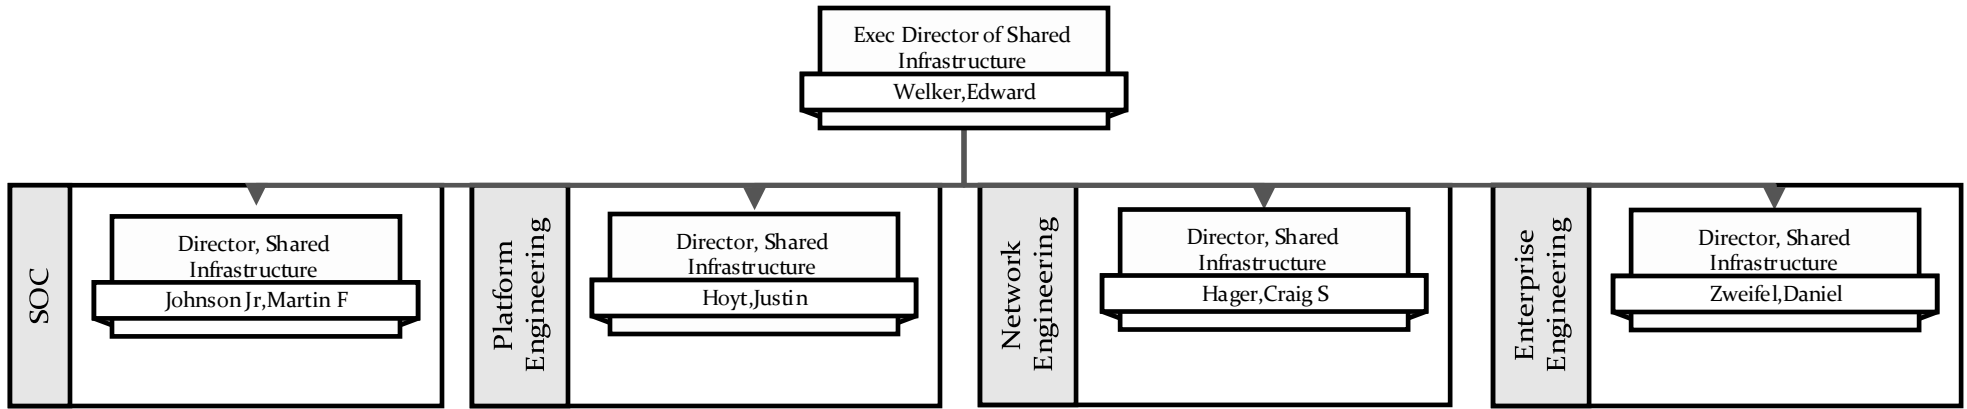 Exec Director of Shared
Infrastructure
Welker,Edward
SOC
Director, Shared
Infrastructure
Johnson Jr,Martin F
Platform
Engineering
Director, Shared
Infrastructure
Hoyt,Justin
Network
Engineering
Director, Shared
Infrastructure
Hager,Craig S
Enterprise
Engineering
Director, Shared
Infrastructure
Zweifel,Daniel